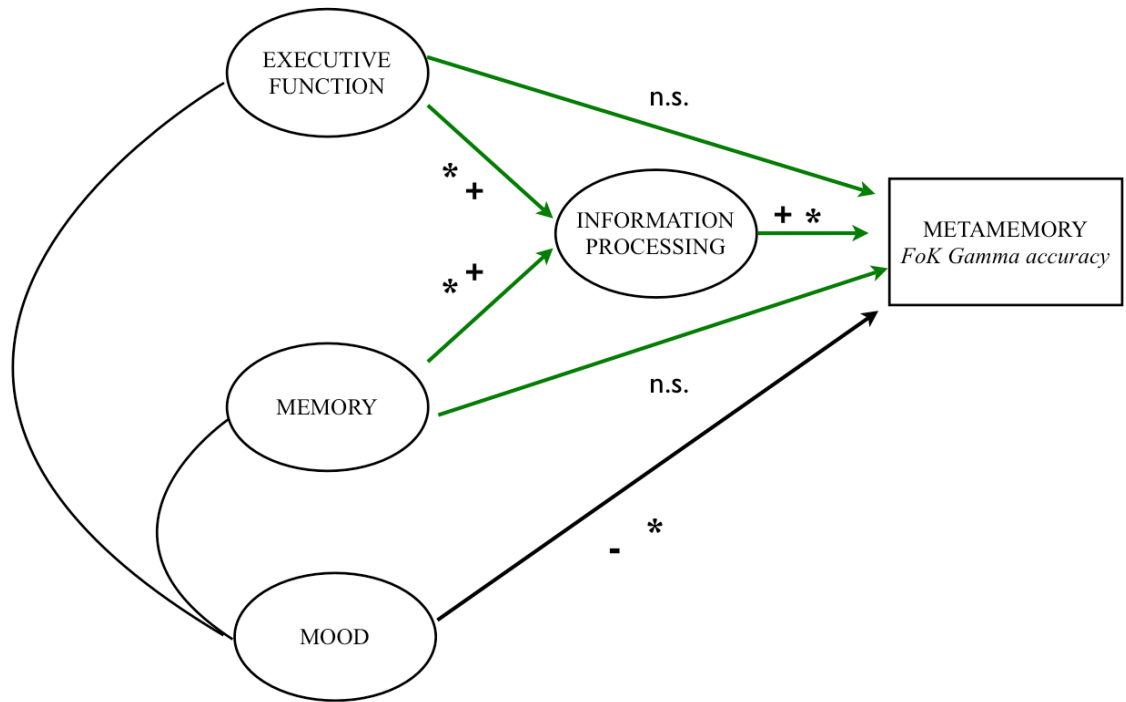 EXECUTIVE
FUNCTION
n.s.
* +
INFORMATION
PROCESSING
+ *
METAMEMORY
FoK Gamma accuracy
* +
MEMORY
n.s.
- *
MOOD